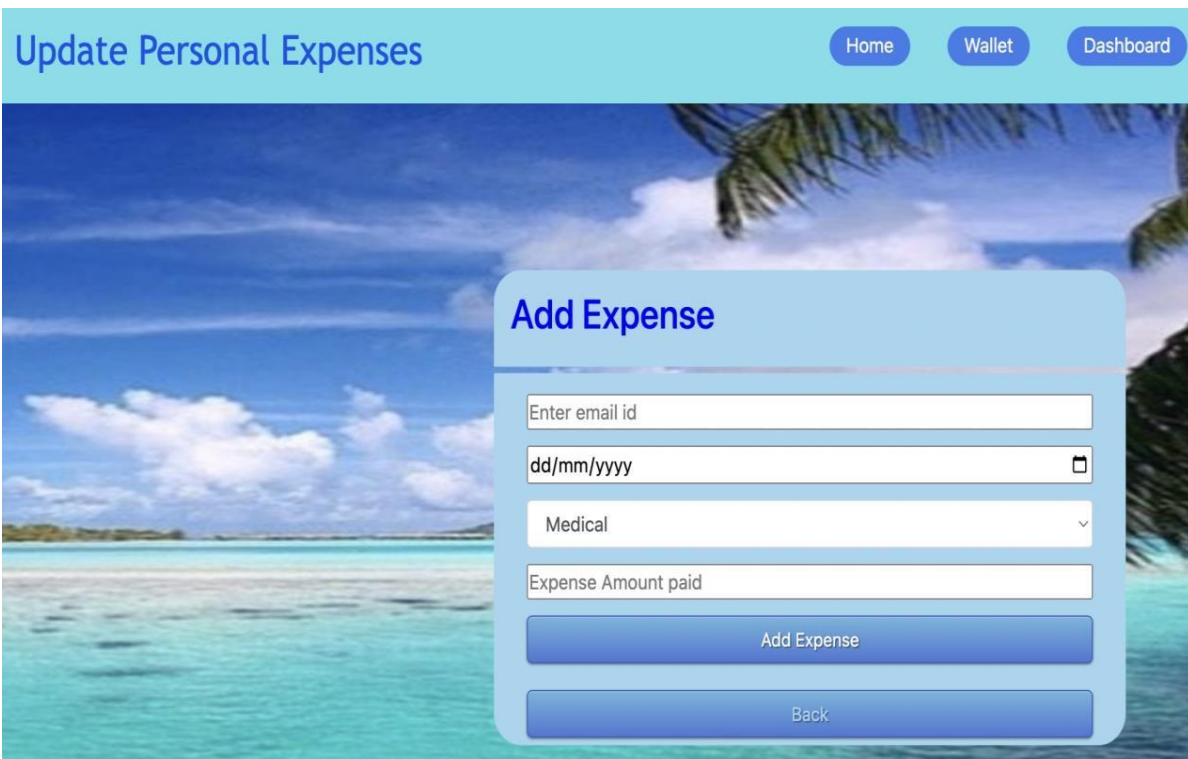 Update Personal Expenses
Home Wallet Dashboard
Add Expense
Enter email id
dd/mm/yyyy
Medical
Expense Amount paid
Add Expense
Back